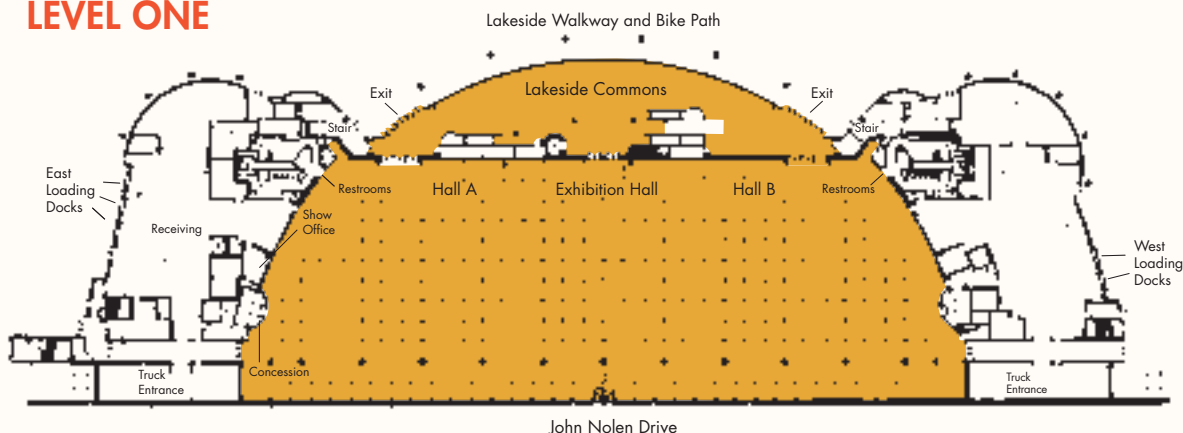 LEVEL ONE
Lakeside Walkway and Bike Path
Lakeside Commons
Exit
Exit
Stair
Stair
East
Loading
Docks
Restrooms
Hall A
Exhibition Hall
Hall B
Restrooms
Show
Office
Receiving
West
Loading
Docks
Concession
Truck
Entrance
Truck
Entrance
John Nolen Drive